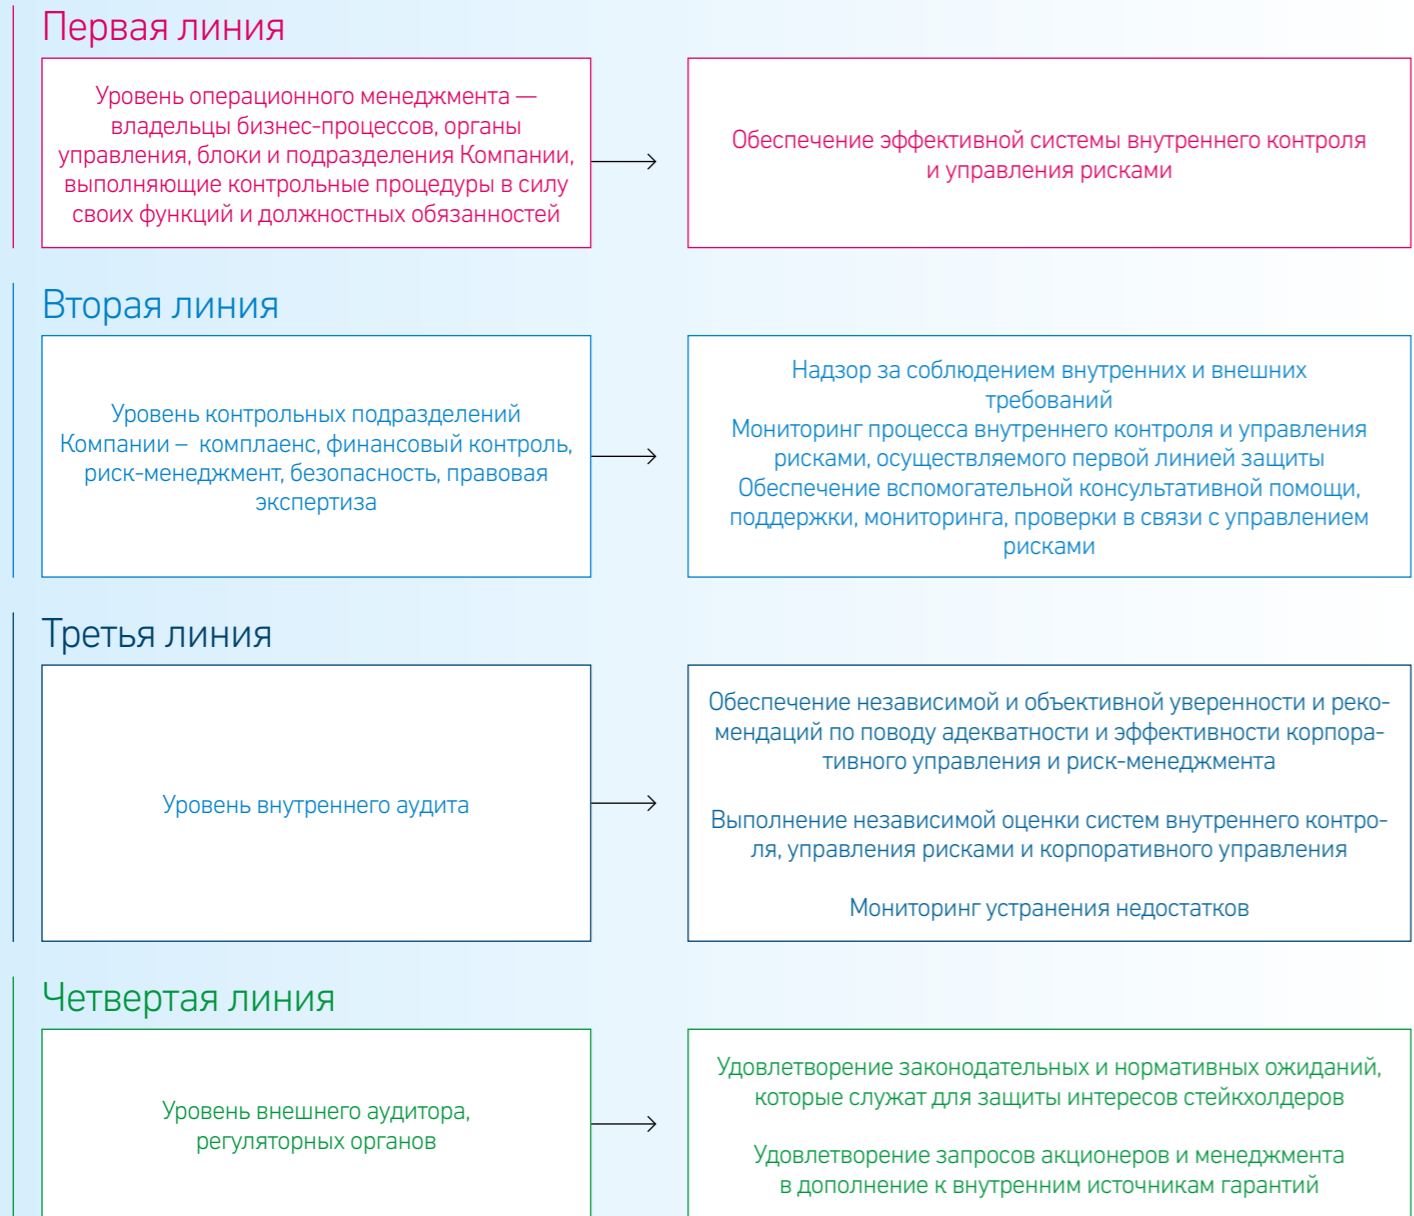 Первая линия
Уровень операционного менеджмента —
владельцы бизнес-процессов, органы
управления, блоки и подразделения Компании,
выполняющие контрольные процедуры в силу
своих функций и должностных обязанностей
Обеспечение эффективной системы внутреннего контроля
и управления рисками
Вторая линия
Уровень контрольных подразделений
Компании – комплаенс, финансовый контроль,
риск-менеджмент, безопасность, правовая
экспертиза
Надзор за соблюдением внутренних и внешних
требований
Мониторинг процесса внутреннего контроля и управления
рисками, осуществляемого первой линией защиты
Обеспечение вспомогательной консультативной помощи,
поддержки, мониторинга, проверки в связи с управлением
рисками
Третья линия
Уровень внутреннего аудита
Обеспечение независимой и объективной уверенности и реко-
мендаций по поводу адекватности и эффективности корпора-
тивного управления и риск-менеджмента
Выполнение независимой оценки систем внутреннего контро-
ля, управления рисками и корпоративного управления
Мониторинг устранения недостатков
Четвертая линия
Уровень внешнего аудитора,
регуляторных органов
Удовлетворение законодательных и нормативных ожиданий,
которые служат для защиты интересов стейкхолдеров
Удовлетворение запросов акционеров и менеджмента
в дополнение к внутренним источникам гарантий